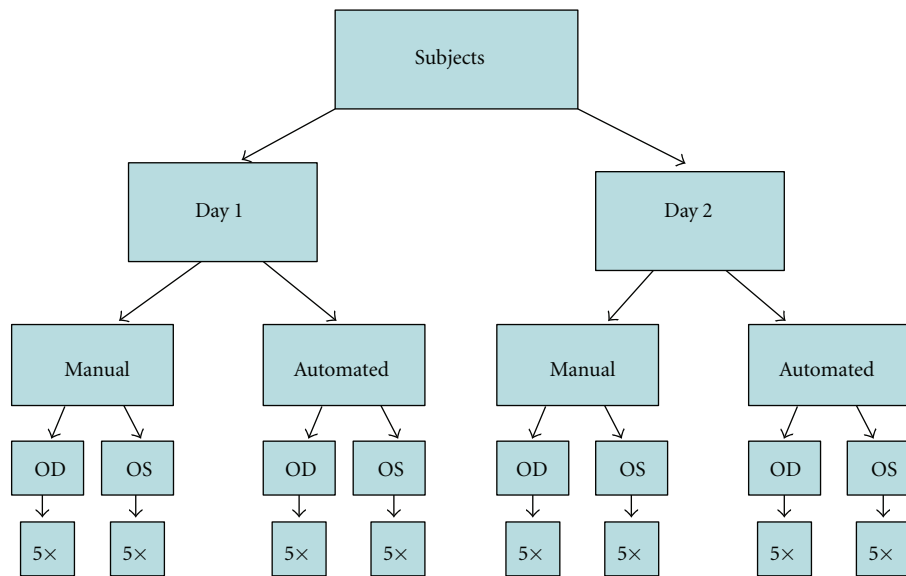 Subjects
Day 1
Day 2
Manual
Automated
Manual
Automated
OD
OS
OD
OS
OD
OS
OD
OS
5×
5×
5×
5×
5×
5×
5×
5×